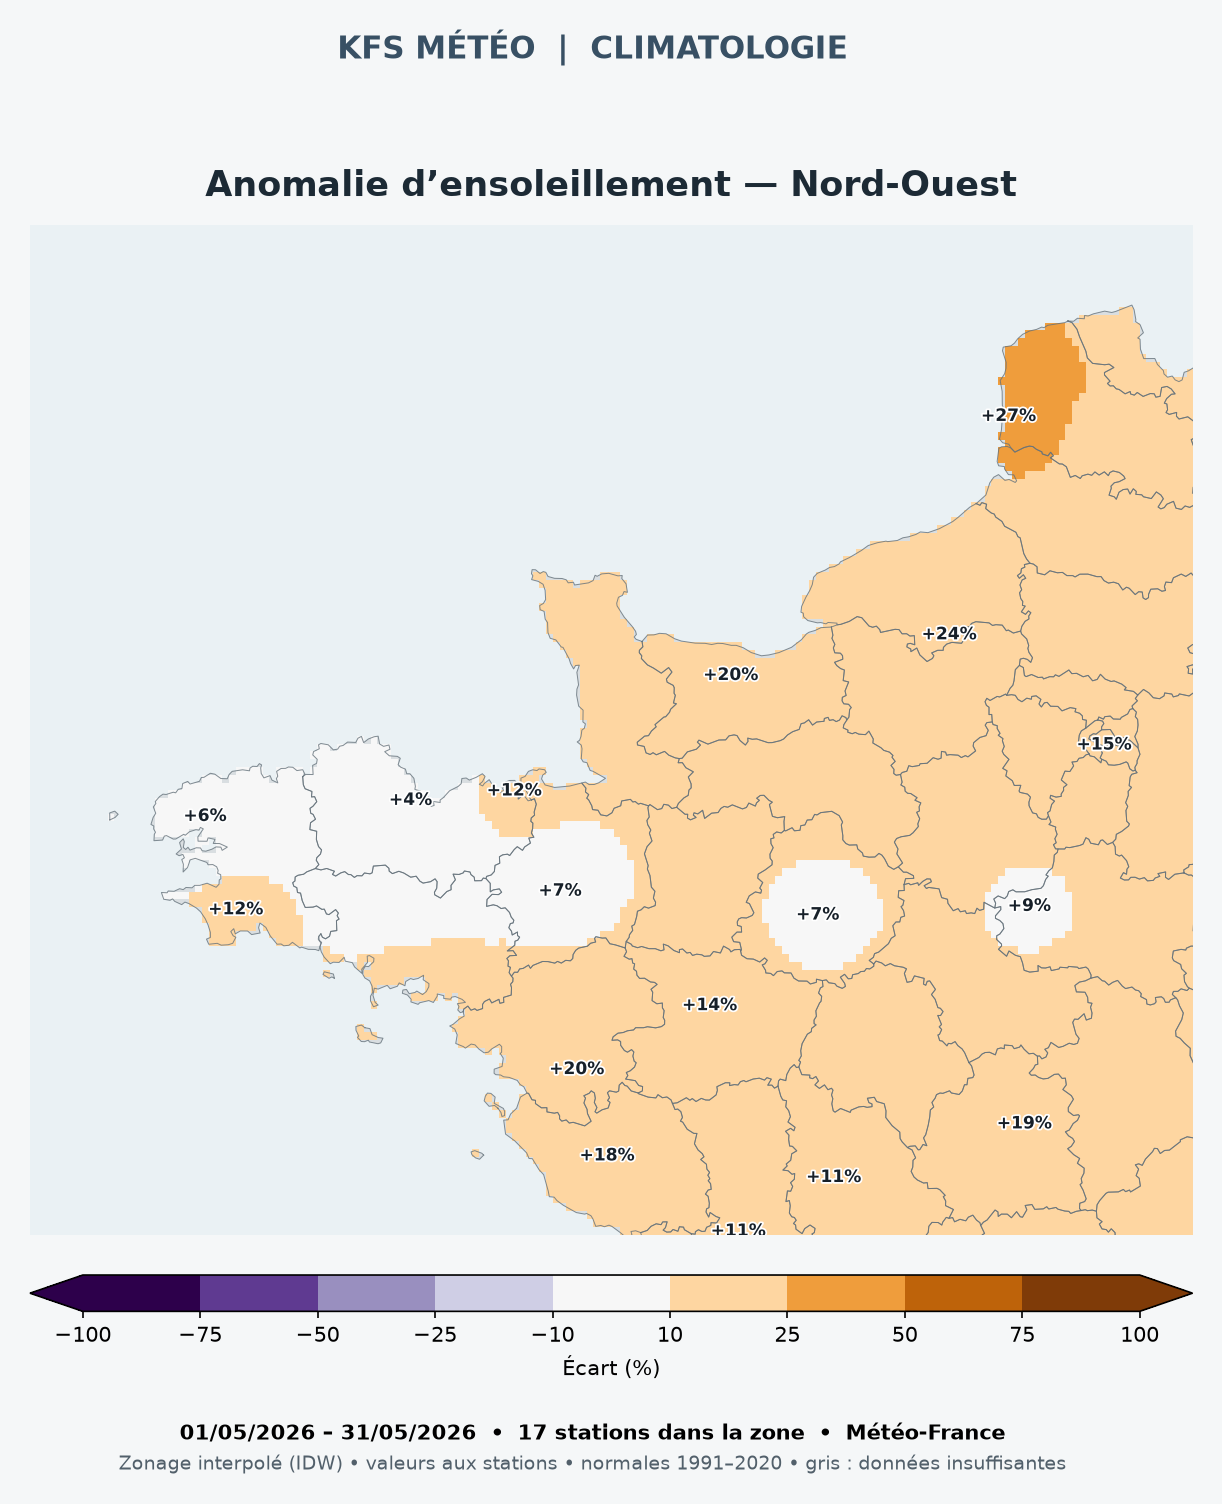 KFS MÉTÉO | CLIMATOLOGIE
Anomalie d’ensoleillement — Nord-Ouest
+27%
+24%
+20%
+15%
+12%
+4%
+6%
+7%
+9%
+12%
+7%
+14%
+20%
+19%
+18%
+11%
+11%
−100 −75 −50 −25 −10 10 25 50 75 100
Écart (%)
01/05/2026 – 31/05/2026 • 17 stations dans la zone • Météo-France
Zonage interpolé (IDW) • valeurs aux stations • normales 1991–2020 • gris : données insuffisantes